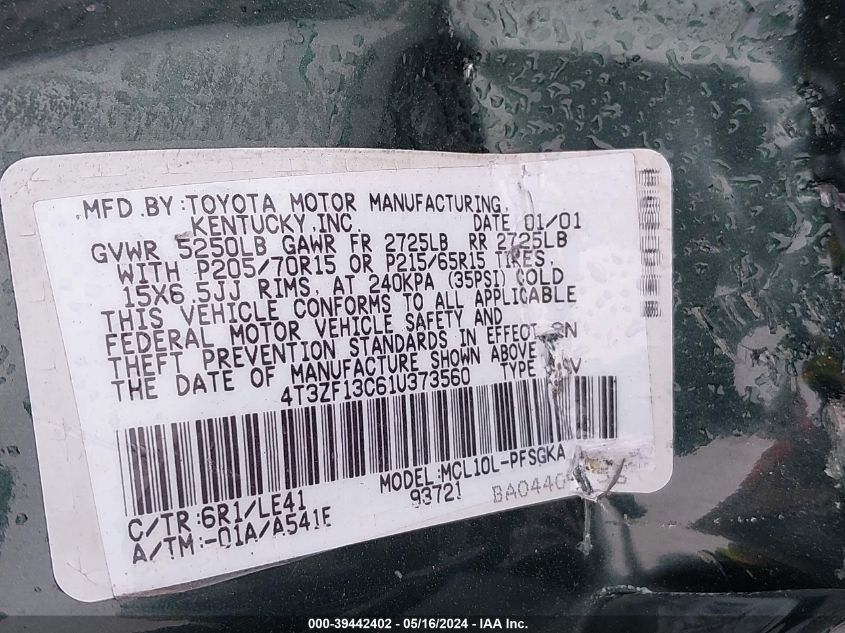 MFD.BY:TOYOTA MOTOR MANUFACTURING,
KENTUCKY,INC. DATE 01/01
GVWR 5250LB GAWR FR 2725LB RR 2725LB
WITH P205/70R15 OR P215/65R15 TIRES,
15X6.5JJ RIMS, AT 240KPA (35PSI) COLD
THIS VEHICLE CONFORMS TO ALL APPLICABLE
FEDERAL MOTOR VEHICLE SAFETY AND
THEFT PREVENTION STANDARDS IN EFFECT ON
THE DATE OF MANUFACTURE SHOWN ABOVE
4T3ZF13C61U373560 TYPE
MODEL:MCL10L-PFSGKA
93721
C/TR:6R1/LE41
A/TM:-01A/A541E
000-39442402 - 05/16/2024 - IAA Inc.